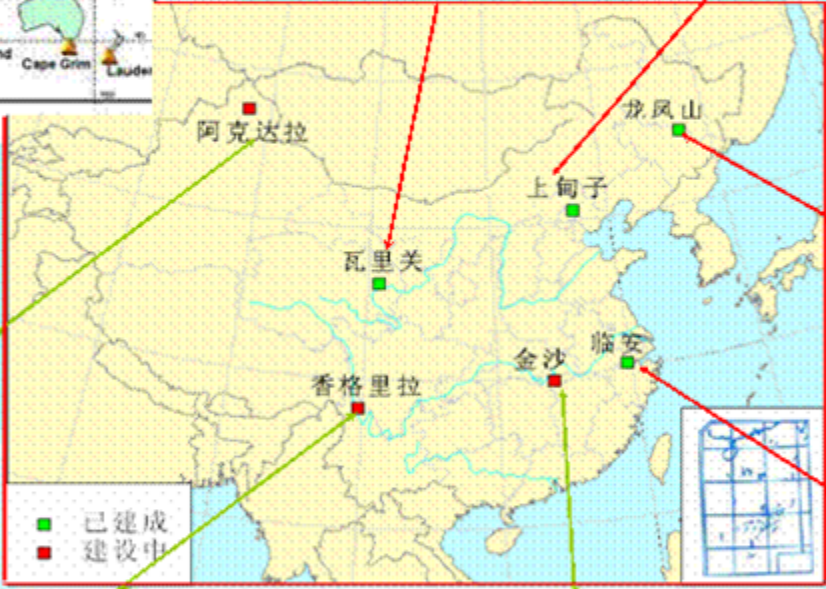 Cape Grim
Lauder
龙凤山
阿克达拉
上甸子
瓦里关
临安
金沙
香格里拉
已建成
建设中